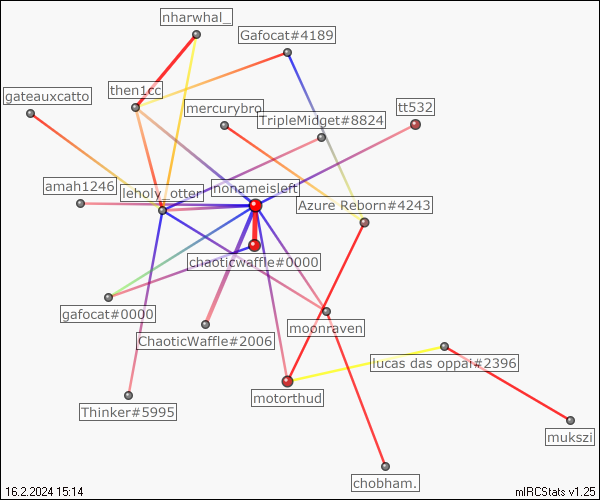 nharwhal_
Gafocat#4189
then1cc
gateauxcatto
mercurybro
tt532
TripleMidget#8824
amah1246
leholy_otter
nonameisleft
Azure Reborn#4243
chaoticwaffle#0000
gafocat#0000
moonraven
ChaoticWaffle#2006
lucas das oppai#2396
motorthud
Thinker#5995
mukszi
chobham.
16.2.2024 15:14
mIRCStats v1.25